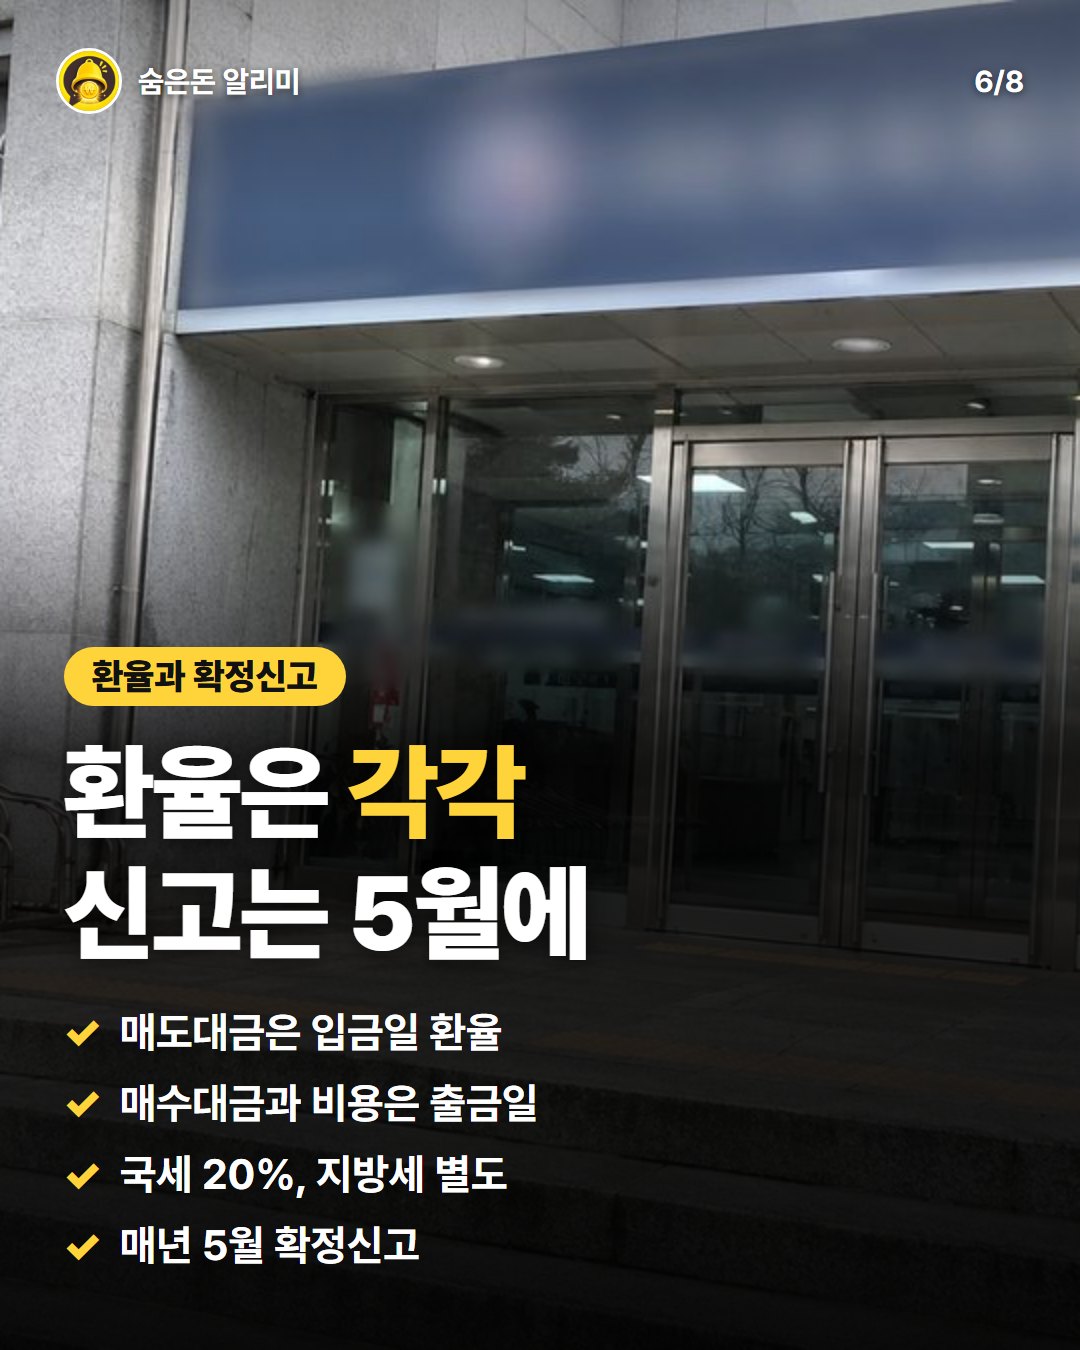 숨은돈 알리미
6/8
환율과 확정신고
환율은 각각
신고는 5월에
매도대금은 입금일 환율
매수대금과 비용은 출금일
국세 20%, 지방세 별도
매년 5월 확정신고